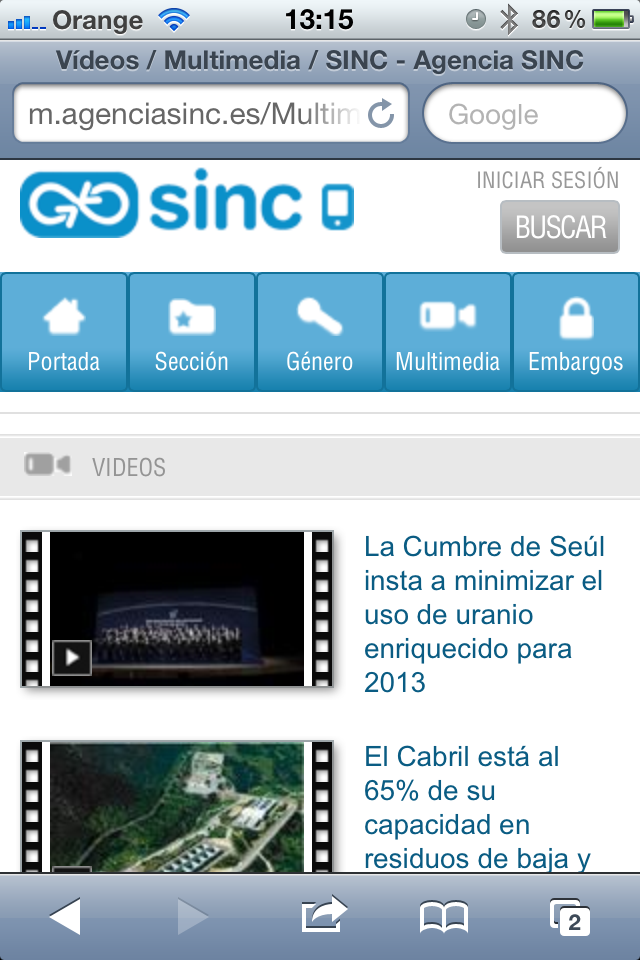 Orange 13:15 86%
Vídeos / Multimedia / SINC - Agencia SINC
m.agenciasinc.es/Multim Google
sinc
INICIAR SESIÓN
BUSCAR
Portada Sección Género Multimedia Embargos
VIDEOS
La Cumbre de Seúl
insta a minimizar el
uso de uranio
enriquecido para
2013
El Cabril está al
65% de su
capacidad en
residuos de baja y
2